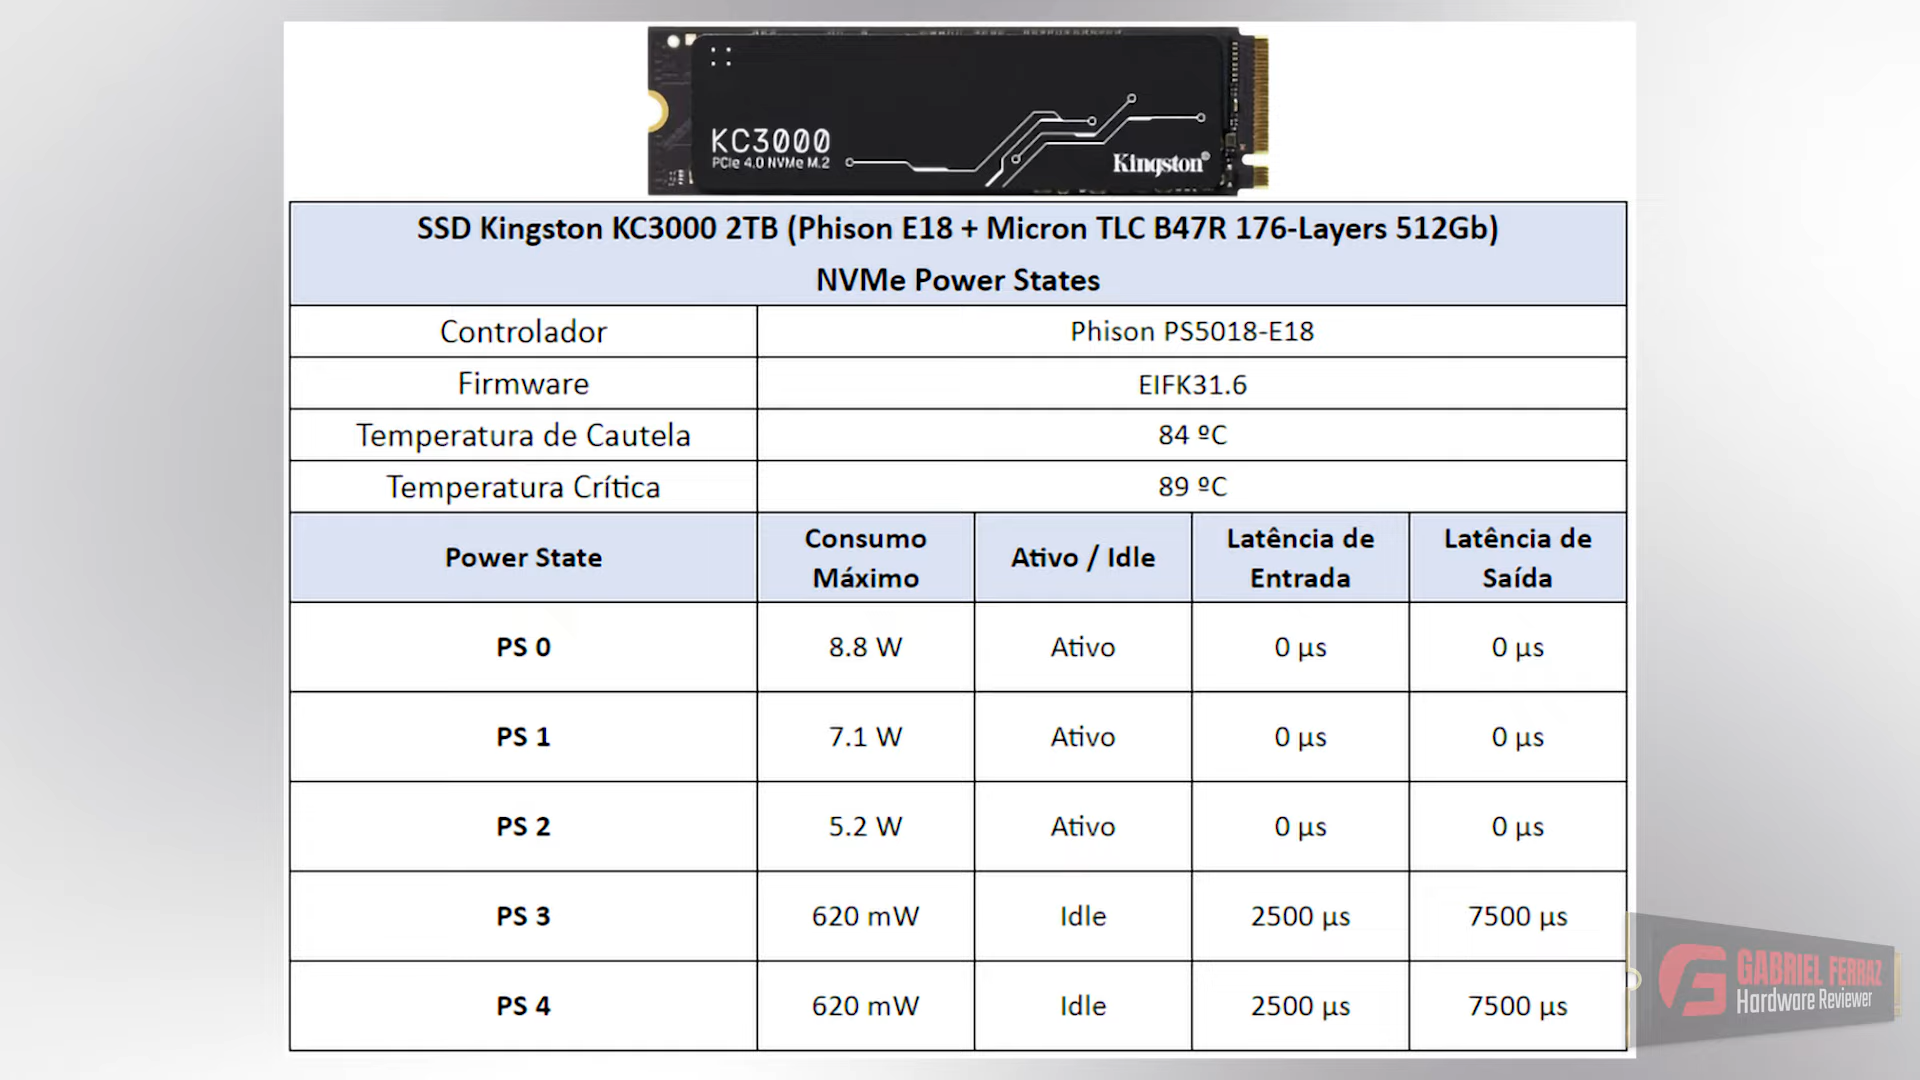 KC3000
PCIe 4.0 NVMe M.2
Kingston®
SSD Kingston KC3000 2TB (Phison E18 + Micron TLC B47R 176-Layers 512Gb)
NVMe Power States
Controlador Phison PS5018-E18
Firmware EIFK31.6
Temperatura de Cautela 84 ºC
Temperatura Crítica 89 ºC
Power State Consumo Máximo Ativo / Idle Latência de Entrada Latência de Saída
PS 0 8.8 W Ativo 0 µs 0 µs
PS 1 7.1 W Ativo 0 µs 0 µs
PS 2 5.2 W Ativo 0 µs 0 µs
PS 3 620 mW Idle 2500 µs 7500 µs
PS 4 620 mW Idle 2500 µs 7500 µs
GABRIEL FERRAZ
Hardware Reviewer